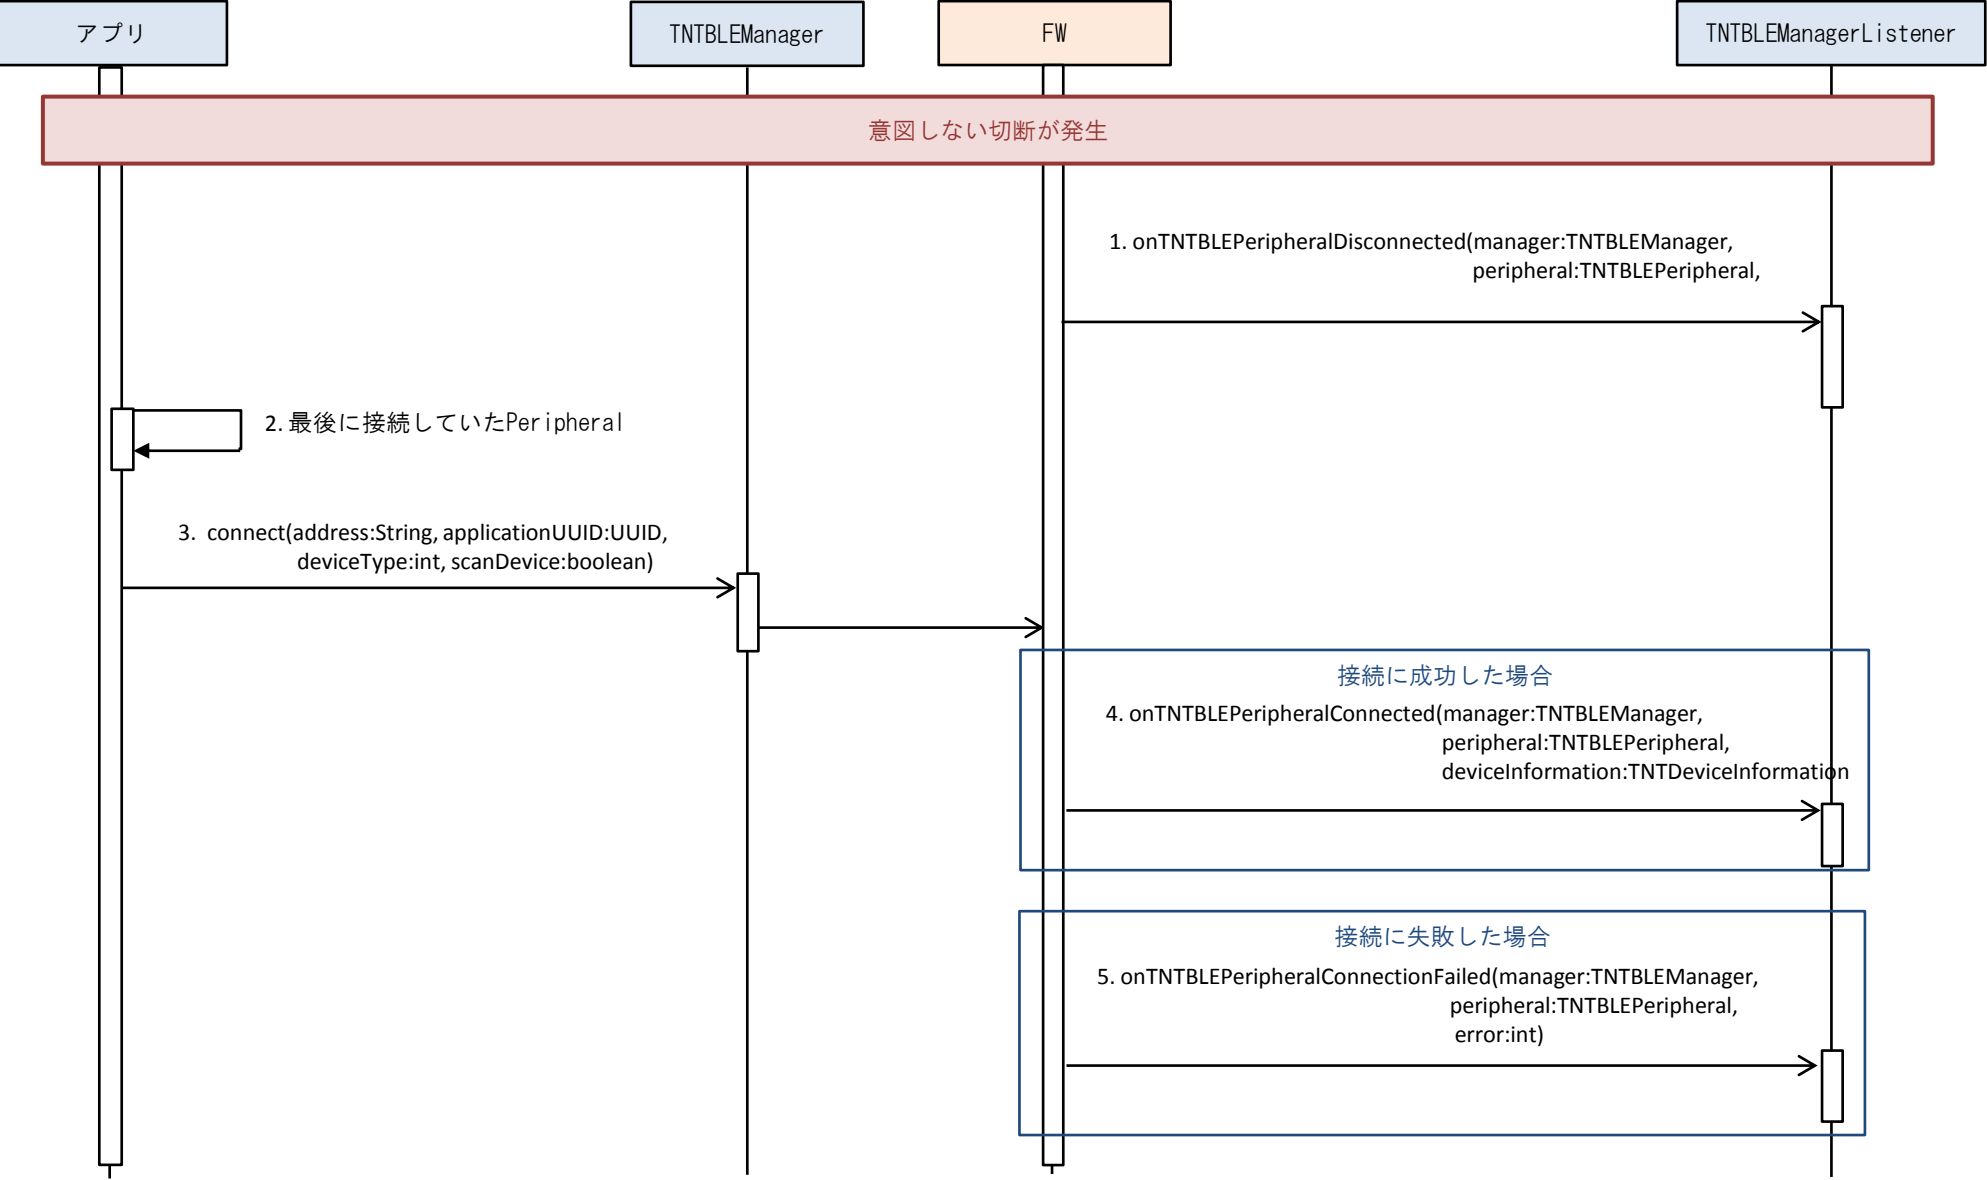 アプリ
TNTBLEManager
FW
TNTBLEManagerListener
意図しない切断が発生
1. onTNTBLEPeripheralDisconnected(manager:TNTBLEManager,
peripheral:TNTBLEPeripheral,
2. 最後に接続していたPeripheral
3. connect(address:String, applicationUUID:UUID,
deviceType:int, scanDevice:boolean)
接続に成功した場合
4. onTNTBLEPeripheralConnected(manager:TNTBLEManager,
peripheral:TNTBLEPeripheral,
deviceInformation:TNTDeviceInformation
接続に失敗した場合
5. onTNTBLEPeripheralConnectionFailed(manager:TNTBLEManager,
peripheral:TNTBLEPeripheral,
error:int)